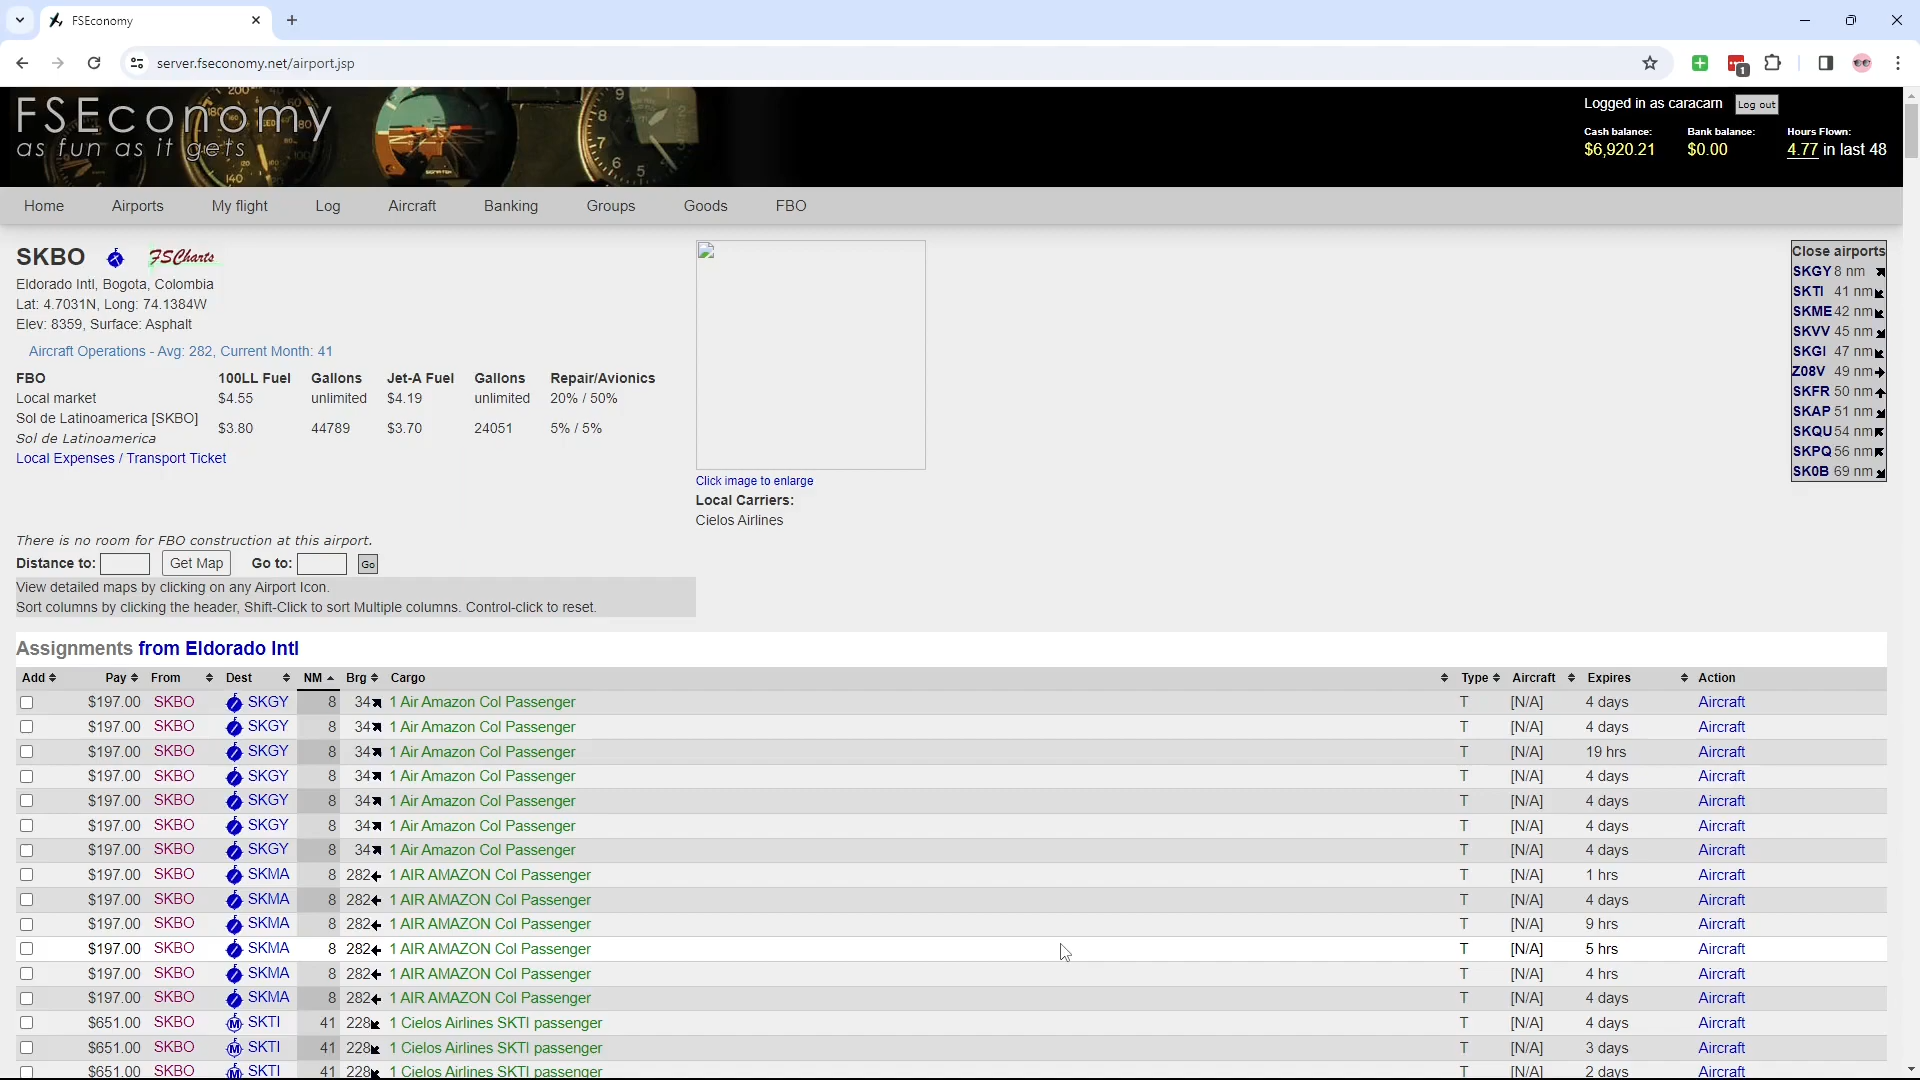 FSEconomy
server.fseconomy.net/airport.jsp
1
FSEconomy
as fun as it gets
Logged in as caracarn Log out
Cash balance: Bank balance: Hours Flown:
$6,920.21 $0.00 4.77 in last 48
Home Airports My flight Log Aircraft Banking Groups Goods FBO
SKBO FSCharts
Eldorado Intl, Bogota, Colombia
Lat: 4.7031N, Long: 74.1384W
Elev: 8359, Surface: Asphalt
Aircraft Operations - Avg: 282, Current Month: 41
FBO 100LL Fuel Gallons Jet-A Fuel Gallons Repair/Avionics
Local market $4.55 unlimited $4.19 unlimited 20% / 50%
Sol de Latinoamerica [SKBO]
Sol de Latinoamerica
$3.80 44789 $3.70 24051 5% / 5%
Local Expenses / Transport Ticket
Click image to enlarge
Local Carriers:
Cielos Airlines
Close airports
SKGY 8 nm
SKTI 41 nm
SKME 42 nm
SKVV 45 nm
SKGI 47 nm
Z08V 49 nm
SKFR 50 nm
SKAP 51 nm
SKQU 54 nm
SKPQ 56 nm
SK0B 69 nm
There is no room for FBO construction at this airport.
Distance to: Get Map Go to: Go
View detailed maps by clicking on any Airport Icon.
Sort columns by clicking the header, Shift-Click to sort Multiple columns. Control-click to reset.
Assignments from Eldorado Intl
Add Pay From Dest NM Brg Cargo Type Aircraft Expires Action
$197.00 SKBO SKGY 8 34 1 Air Amazon Col Passenger T [N/A] 4 days Aircraft
$197.00 SKBO SKGY 8 34 1 Air Amazon Col Passenger T [N/A] 4 days Aircraft
$197.00 SKBO SKGY 8 34 1 Air Amazon Col Passenger T [N/A] 19 hrs Aircraft
$197.00 SKBO SKGY 8 34 1 Air Amazon Col Passenger T [N/A] 4 days Aircraft
$197.00 SKBO SKGY 8 34 1 Air Amazon Col Passenger T [N/A] 4 days Aircraft
$197.00 SKBO SKGY 8 34 1 Air Amazon Col Passenger T [N/A] 4 days Aircraft
$197.00 SKBO SKGY 8 34 1 Air Amazon Col Passenger T [N/A] 4 days Aircraft
$197.00 SKBO SKMA 8 282 1 AIR AMAZON Col Passenger T [N/A] 1 hrs Aircraft
$197.00 SKBO SKMA 8 282 1 AIR AMAZON Col Passenger T [N/A] 4 days Aircraft
$197.00 SKBO SKMA 8 282 1 AIR AMAZON Col Passenger T [N/A] 9 hrs Aircraft
$197.00 SKBO SKMA 8 282 1 AIR AMAZON Col Passenger T [N/A] 5 hrs Aircraft
$197.00 SKBO SKMA 8 282 1 AIR AMAZON Col Passenger T [N/A] 4 hrs Aircraft
$197.00 SKBO SKMA 8 282 1 AIR AMAZON Col Passenger T [N/A] 4 days Aircraft
$651.00 SKBO SKTI 41 228 1 Cielos Airlines SKTI passenger T [N/A] 4 days Aircraft
$651.00 SKBO SKTI 41 228 1 Cielos Airlines SKTI passenger T [N/A] 3 days Aircraft
$651.00 SKBO SKTI 41 228 1 Cielos Airlines SKTI passenger T [N/A] 2 days Aircraft